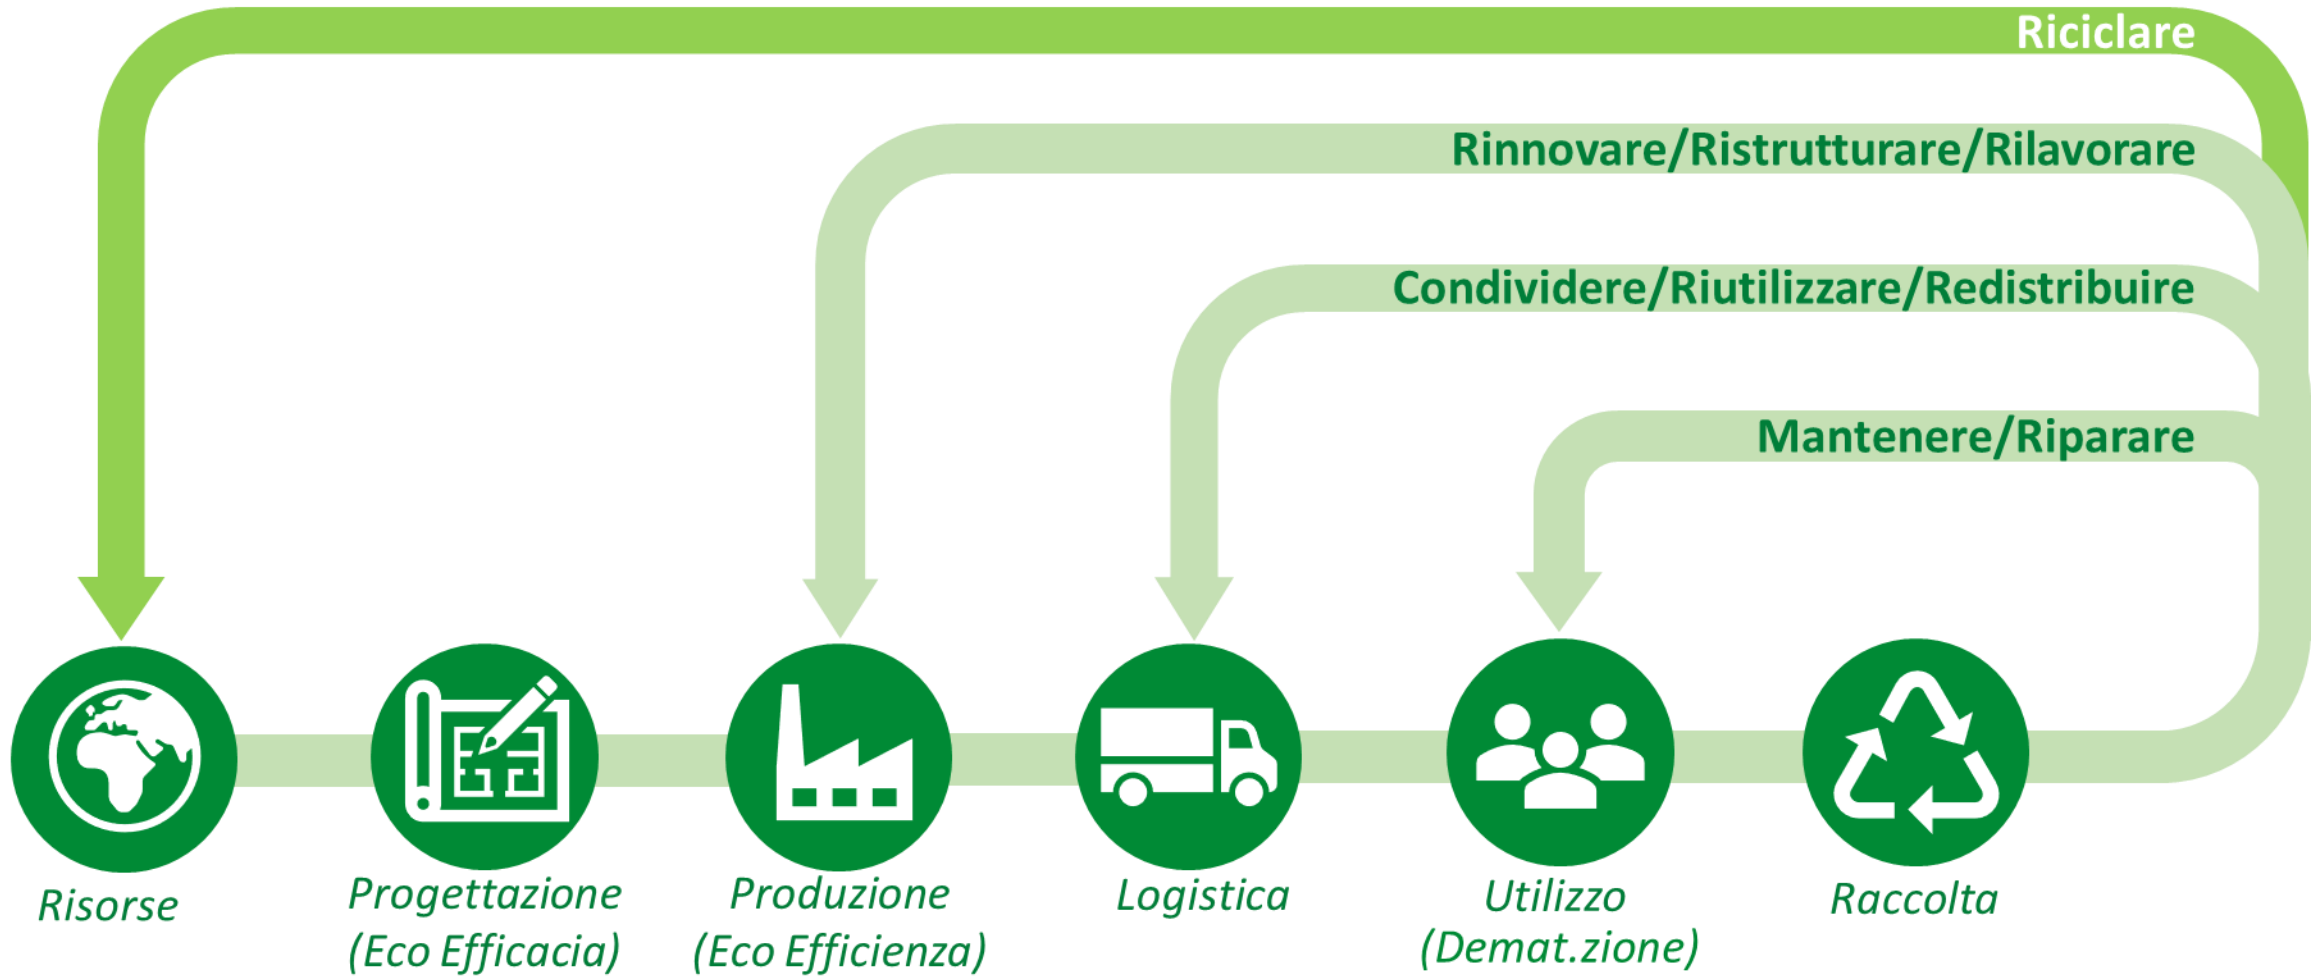 Riciclare
Rinnovare/Ristrutturare/Rilavorare
Condividere/Riutilizzare/Redistribuire
Mantenere/Riparare
Risorse
Progettazione
(Eco Efficacia)
Produzione
(Eco Efficienza)
Logistica
Utilizzo
(Demat.zione)
Raccolta